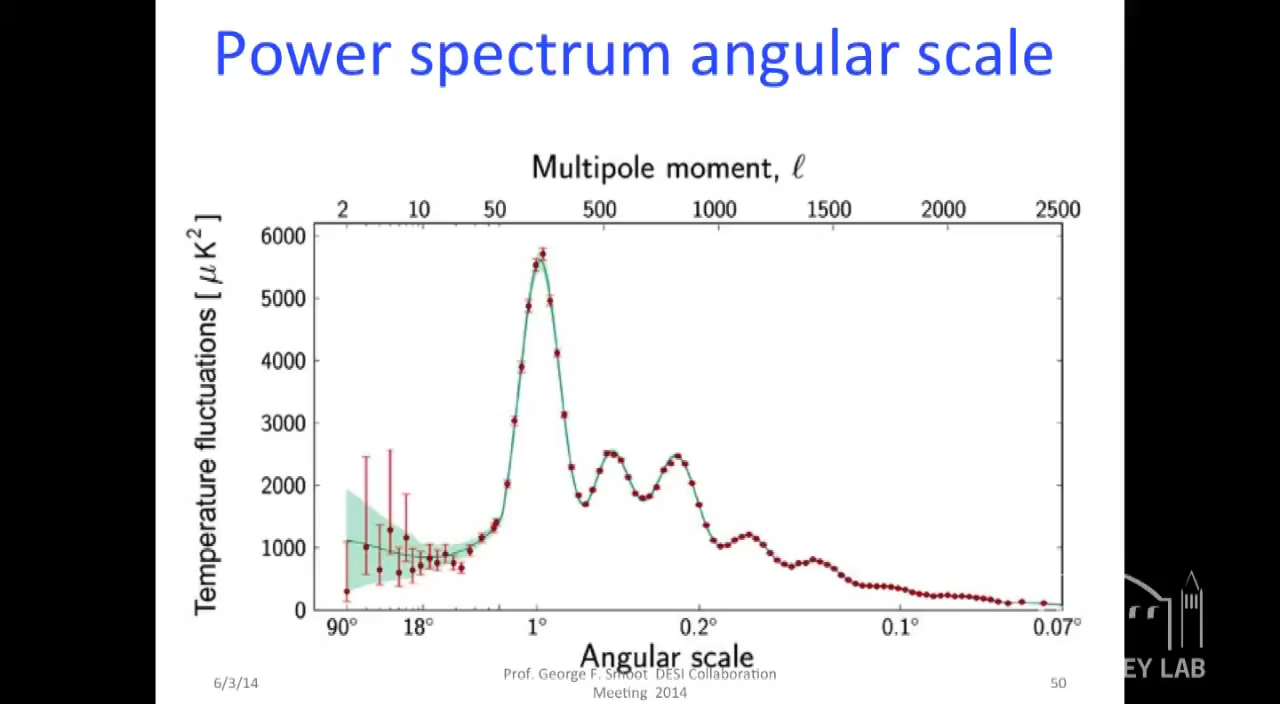 Power spectrum angular scale
Multipole moment, ℓ
2 10 50 500 1000 1500 2000 2500
Temperature fluctuations [ μK² ]
6000
5000
4000
3000
2000
1000
0
90° 18° 1° 0.2° 0.1° 0.07°
Angular scale
6/3/14
Prof. George F. Smoot DESI Collaboration
Meeting 2014
50
EY LAB